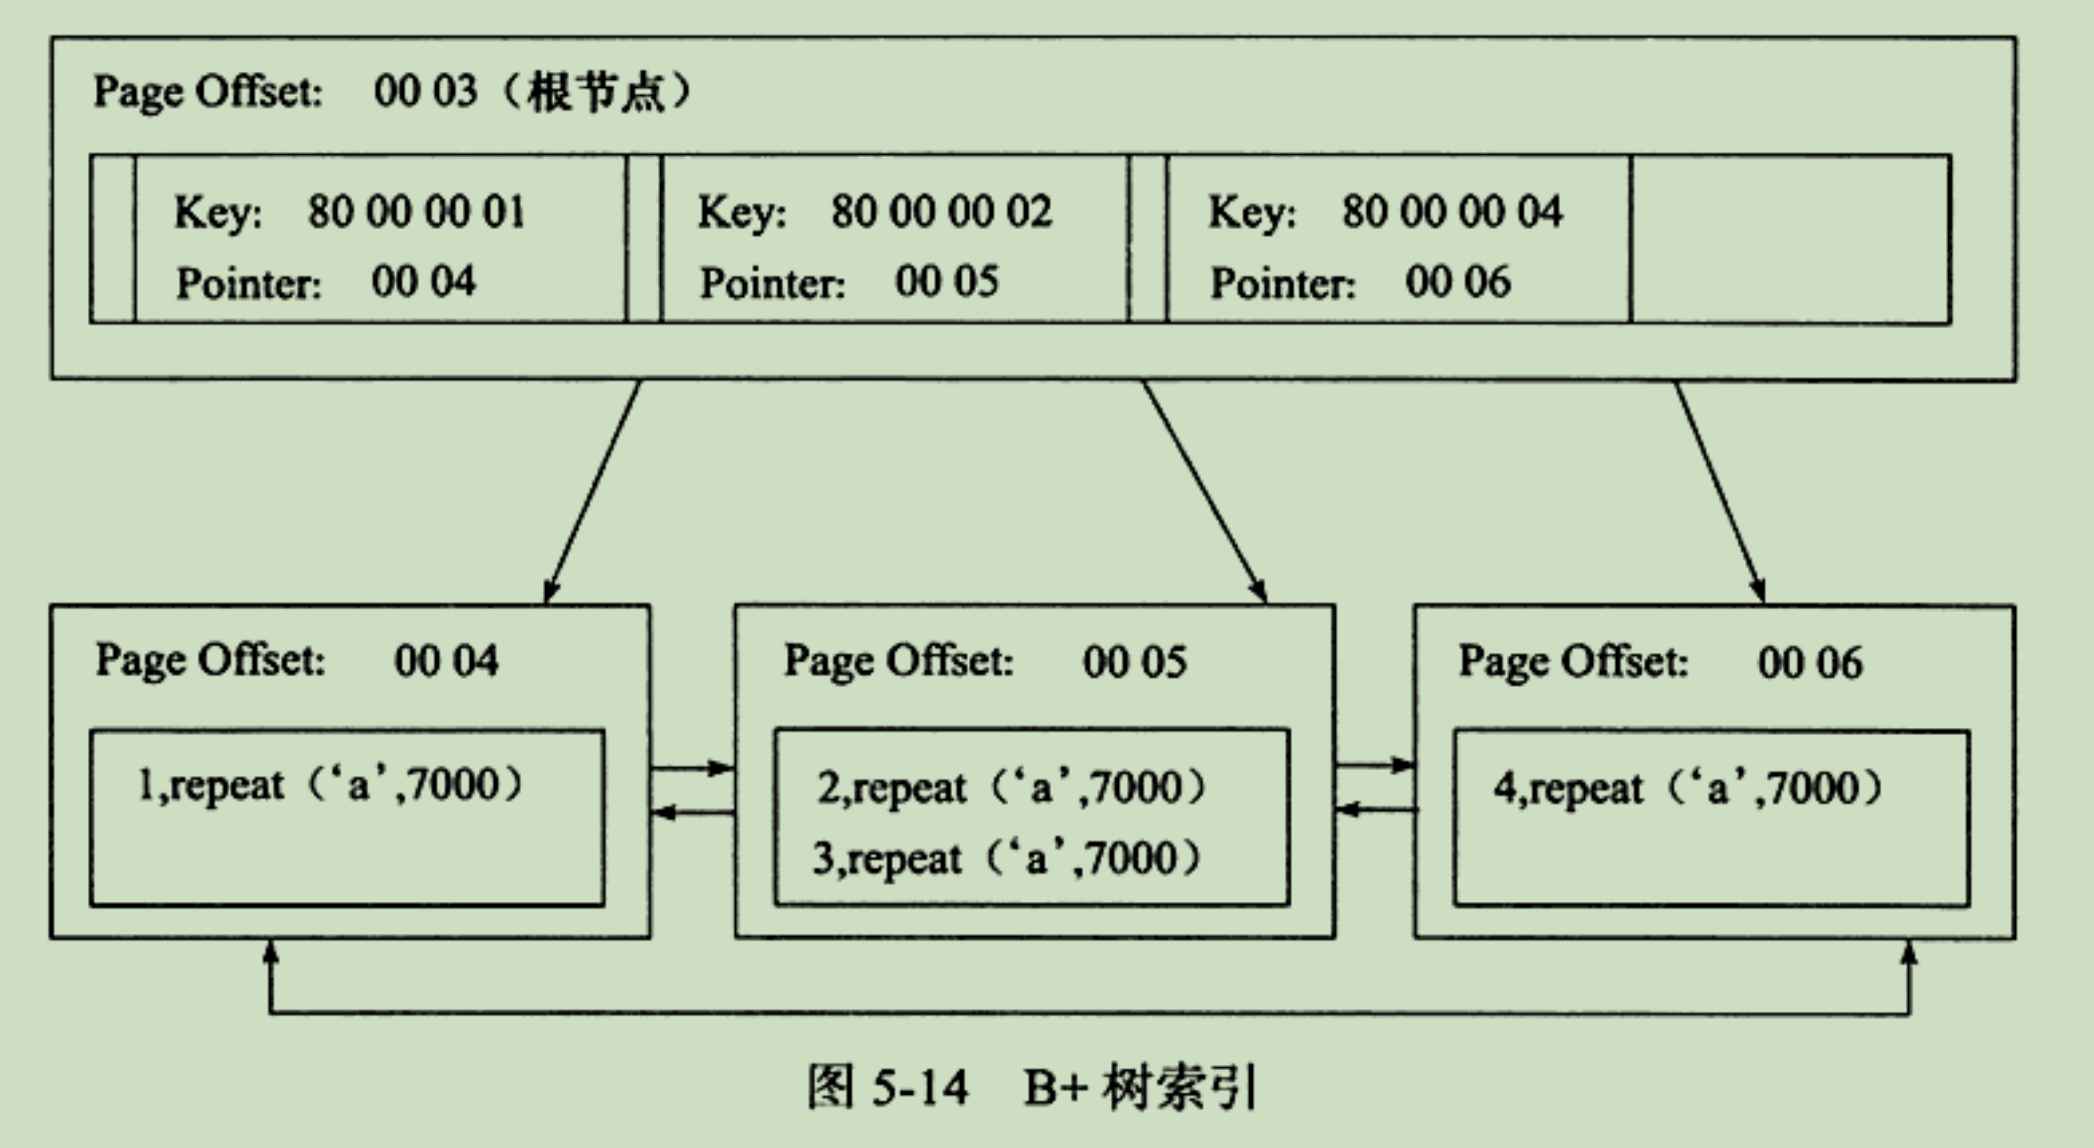 Page Offset: 00 03（根节点）
Key: 80 00 00 01
Pointer: 00 04
Key: 80 00 00 02
Pointer: 00 05
Key: 80 00 00 04
Pointer: 00 06
Page Offset: 00 04
1,repeat（‘a’,7000）
Page Offset: 00 05
2,repeat（‘a’,7000）
3,repeat（‘a’,7000）
Page Offset: 00 06
4,repeat（‘a’,7000）
图 5-14 B+ 树索引